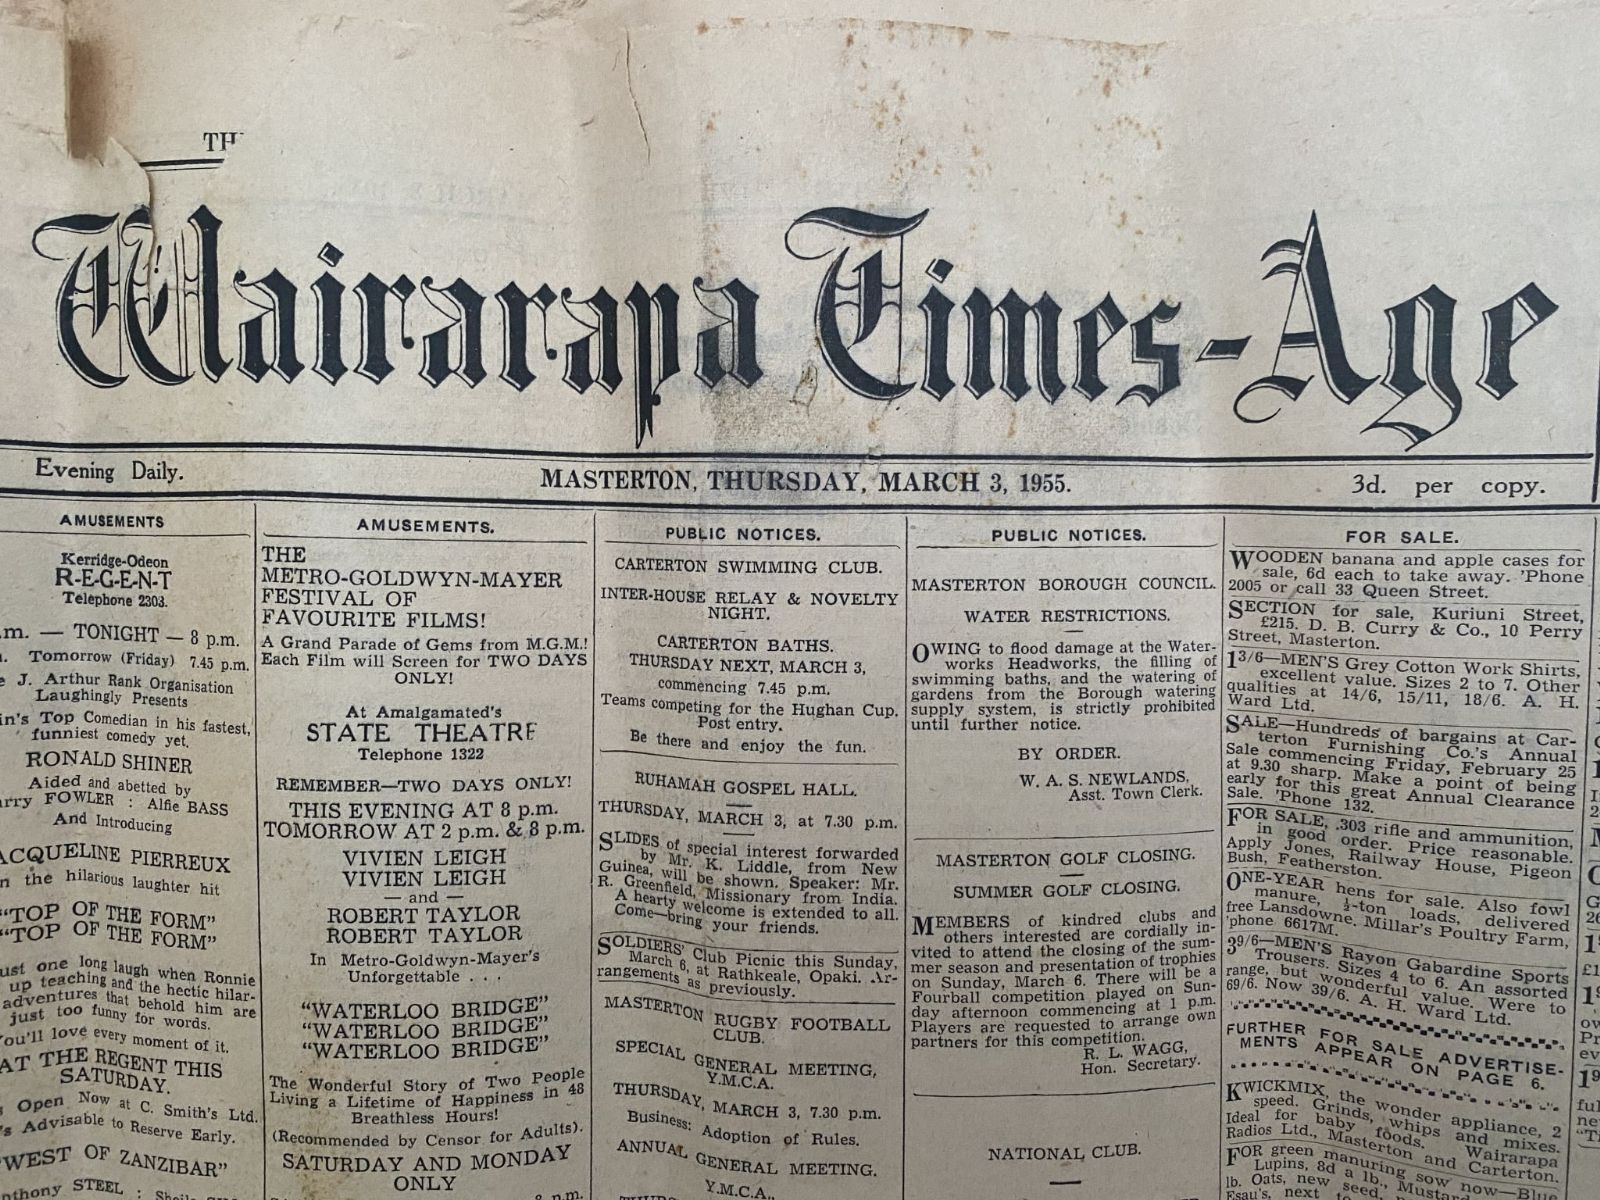 TH
Wairarapa Times-Age
Evening Daily.
MASTERTON, THURSDAY, MARCH 3, 1955.
3d. per copy.
AMUSEMENTS
Kerridge-Odeon
R-E-G-E-N-T
Telephone 2303.
m. — TONIGHT — 8 p.m.
Tomorrow (Friday) 7.45 p.m.
J. Arthur Rank Organisation
Laughingly Presents
in's Top Comedian in his fastest,
funniest comedy yet.
RONALD SHINER
Aided and abetted by
rry FOWLER : Alfie BASS
And Introducing
ACQUELINE PIERREUX
n the hilarious laughter hit
"TOP OF THE FORM"
"TOP OF THE FORM"
ust one long laugh when Ronnie
up teaching and the hectic hilar-
adventures that behold him are
just too funny for words.
You'll love every moment of it.
AT THE REGENT THIS
SATURDAY.
s Open Now at C. Smith's Ltd.
's Advisable to Reserve Early.
"WEST OF ZANZIBAR"
nthony STEEL :
AMUSEMENTS.
THE
METRO-GOLDWYN-MAYER
FESTIVAL OF
FAVOURITE FILMS!
A Grand Parade of Gems from M.G.M.!
Each Film will Screen for TWO DAYS
ONLY!
At Amalgamated's
STATE THEATRE
Telephone 1322
REMEMBER—TWO DAYS ONLY!
THIS EVENING AT 8 p.m.
TOMORROW AT 2 p.m. & 8 p.m.
VIVIEN LEIGH
VIVIEN LEIGH
— and —
ROBERT TAYLOR
ROBERT TAYLOR
In Metro-Goldwyn-Mayer's
Unforgettable . . .
"WATERLOO BRIDGE"
"WATERLOO BRIDGE"
"WATERLOO BRIDGE"
The Wonderful Story of Two People
Living a Lifetime of Happiness in 48
Breathless Hours!
(Recommended by Censor for Adults).
SATURDAY AND MONDAY
ONLY
8 p.m.
PUBLIC NOTICES.
CARTERTON SWIMMING CLUB.
INTER-HOUSE RELAY & NOVELTY
NIGHT.
CARTERTON BATHS.
THURSDAY NEXT, MARCH 3,
commencing 7.45 p.m.
Teams competing for the Hughan Cup.
Post entry.
Be there and enjoy the fun.
RUHAMAH GOSPEL HALL.
THURSDAY, MARCH 3, at 7.30 p.m.
SLIDES of special interest forwarded
by Mr. K. Liddle, from New
Guinea, will be shown. Speaker: Mr.
R. Greenfield, Missionary from India.
A hearty welcome is extended to all.
Come—bring your friends.
SOLDIERS' Club Picnic this Sunday,
March 6, at Rathkeale, Opaki. Ar-
rangements as previously.
MASTERTON RUGBY FOOTBALL
CLUB.
SPECIAL GENERAL MEETING,
Y.M.C.A.
THURSDAY, MARCH 3, 7.30 p.m.
Business: Adoption of Rules.
ANNUAL GENERAL MEETING.
Y.M.C.A.,
PUBLIC NOTICES.
MASTERTON BOROUGH COUNCIL.
WATER RESTRICTIONS.
OWING to flood damage at the Water-
works Headworks, the filling of
swimming baths, and the watering of
gardens from the Borough watering
supply system, is strictly prohibited
until further notice.
BY ORDER.
W. A. S. NEWLANDS,
Asst. Town Clerk.
MASTERTON GOLF CLOSING.
SUMMER GOLF CLOSING.
MEMBERS of kindred clubs and
others interested are cordially in-
vited to attend the closing of the sum-
mer season and presentation of trophies
on Sunday, March 6. There will be a
Fourball competition played on Sun-
day afternoon commencing at 1 p.m.
Players are requested to arrange own
partners for this competition.
R. L. WAGG,
Hon. Secretary.
NATIONAL CLUB.
FOR SALE.
WOODEN banana and apple cases for
sale, 6d each to take away. 'Phone
2005 or call 33 Queen Street.
SECTION for sale, Kuriuni Street,
£215. D. B. Curry & Co., 10 Perry
Street, Masterton.
13/6—MEN'S Grey Cotton Work Shirts,
excellent value. Sizes 2 to 7. Other
qualities at 14/6, 15/11, 18/6. A. H.
Ward Ltd.
SALE—Hundreds of bargains at Car-
terton Furnishing Co.'s Annual
Sale commencing Friday, February 25
at 9.30 sharp. Make a point of being
early for this great Annual Clearance
Sale. 'Phone 132.
FOR SALE, .303 rifle and ammunition,
in good order. Price reasonable.
Apply Jones, Railway House, Pigeon
Bush, Featherston.
ONE-YEAR hens for sale. Also fowl
manure, ½-ton loads, delivered
free Lansdowne. Millar's Poultry Farm,
'phone 6617M.
39/6—MEN'S Rayon Gabardine Sports
Trousers. Sizes 4 to 6. An assorted
range, but wonderful value. Were to
69/6. Now 39/6. A. H. Ward Ltd.
FURTHER FOR SALE ADVERTISE-
MENTS APPEAR ON PAGE 6.
KWICKMIX, the wonder appliance, 2
speed. Grinds, whips and mixes.
Ideal for baby foods. Wairarapa
Radios Ltd., Masterton and Carterton.
FOR green manuring sow now—Blue
Lupins, 8d a lb., Mustard
lb. Oats, new seed,
Esau's, next to